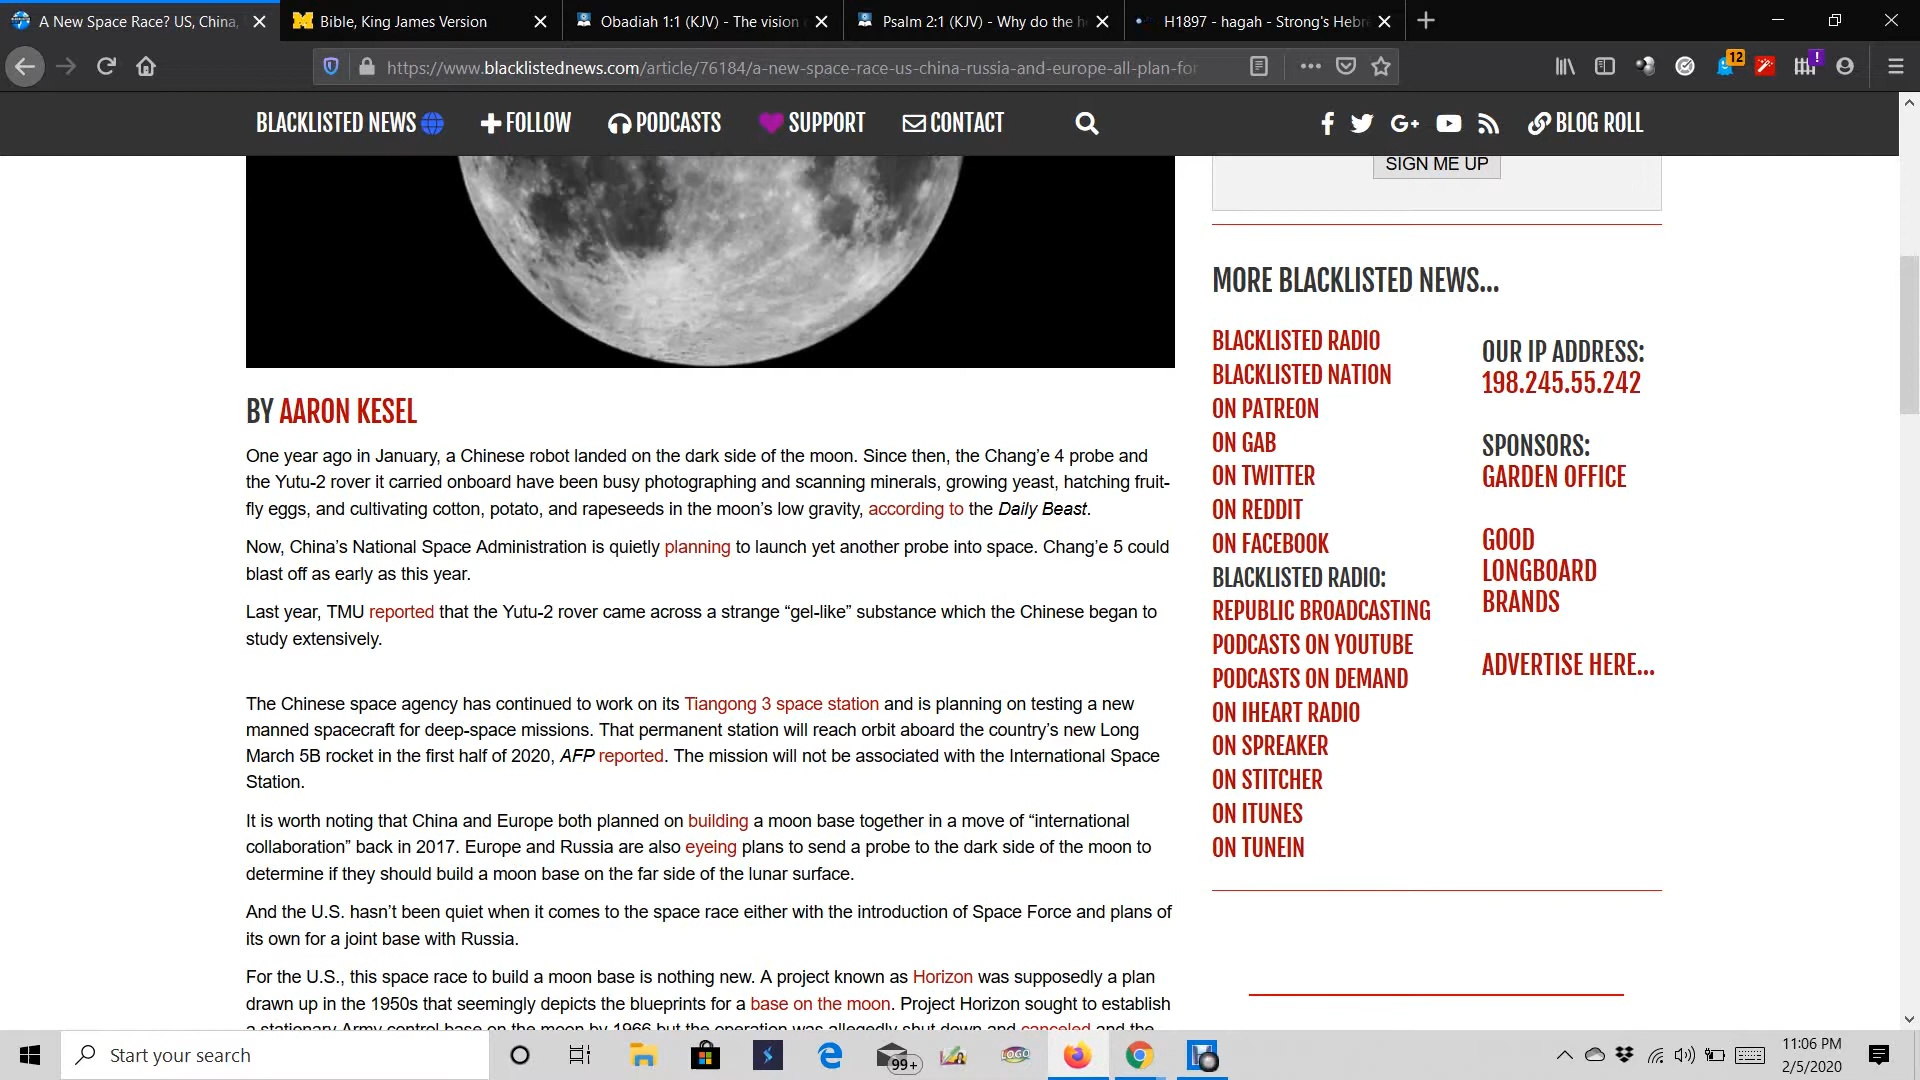 A New Space Race? US, China,
Bible, King James Version
Obadiah 1:1 (KJV) - The vision
Psalm 2:1 (KJV) - Why do the h
H1897 - hagah - Strong's Hebr
https://www.blacklistednews.com/article/76184/a-new-space-race-us-china-russia-and-europe-all-plan-for
12
BLACKLISTED NEWS FOLLOW PODCASTS SUPPORT CONTACT BLOG ROLL
SIGN ME UP
MORE BLACKLISTED NEWS...
BLACKLISTED RADIO
BLACKLISTED NATION
ON PATREON
ON GAB
ON TWITTER
ON REDDIT
ON FACEBOOK
BLACKLISTED RADIO:
REPUBLIC BROADCASTING
PODCASTS ON YOUTUBE
PODCASTS ON DEMAND
ON IHEART RADIO
ON SPREAKER
ON STITCHER
ON ITUNES
ON TUNEIN
OUR IP ADDRESS:
198.245.55.242
SPONSORS:
GARDEN OFFICE
GOOD
LONGBOARD
BRANDS
ADVERTISE HERE...
BY AARON KESEL
One year ago in January, a Chinese robot landed on the dark side of the moon. Since then, the Chang’e 4 probe and
the Yutu-2 rover it carried onboard have been busy photographing and scanning minerals, growing yeast, hatching fruit-
fly eggs, and cultivating cotton, potato, and rapeseeds in the moon’s low gravity, according to the Daily Beast.
Now, China’s National Space Administration is quietly planning to launch yet another probe into space. Chang’e 5 could
blast off as early as this year.
Last year, TMU reported that the Yutu-2 rover came across a strange “gel-like” substance which the Chinese began to
study extensively.
The Chinese space agency has continued to work on its Tiangong 3 space station and is planning on testing a new
manned spacecraft for deep-space missions. That permanent station will reach orbit aboard the country’s new Long
March 5B rocket in the first half of 2020, AFP reported. The mission will not be associated with the International Space
Station.
It is worth noting that China and Europe both planned on building a moon base together in a move of “international
collaboration” back in 2017. Europe and Russia are also eyeing plans to send a probe to the dark side of the moon to
determine if they should build a moon base on the far side of the lunar surface.
And the U.S. hasn’t been quiet when it comes to the space race either with the introduction of Space Force and plans of
its own for a joint base with Russia.
For the U.S., this space race to build a moon base is nothing new. A project known as Horizon was supposedly a plan
drawn up in the 1950s that seemingly depicts the blueprints for a base on the moon. Project Horizon sought to establish
a stationary Army control base on the moon by 1966 but the operation was allegedly shut down and canceled and the
Start your search
99+
LOGO
11:06 PM
2/5/2020